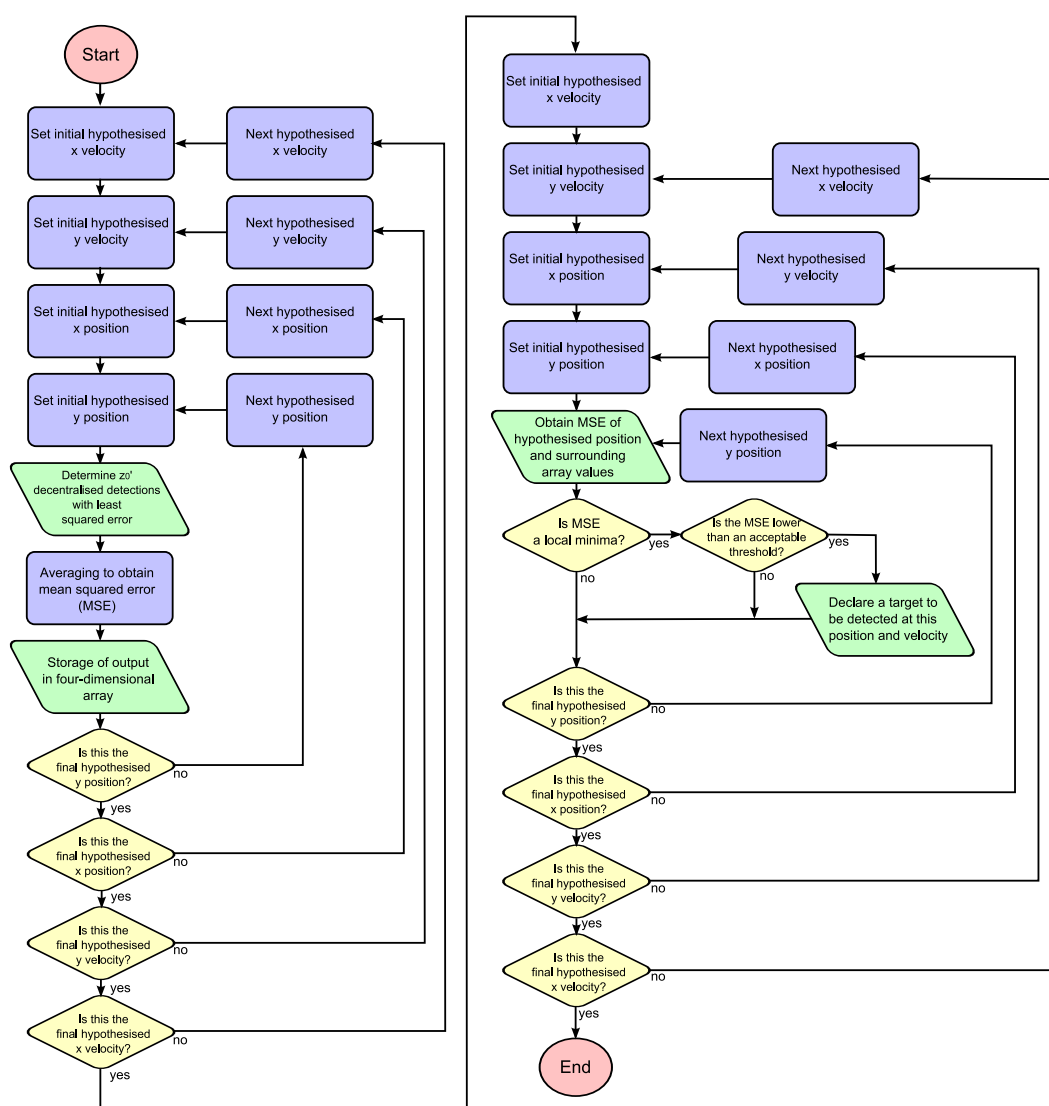 Start
Set initial hypothesised
x velocity
Next hypothesised
x velocity
Set initial hypothesised
y velocity
Next hypothesised
y velocity
Set initial hypothesised
x position
Next hypothesised
x position
Set initial hypothesised
y position
Next hypothesised
y position
Determine zo'
decentralised detections
with least
squared error
Averaging to obtain
mean squared error
(MSE)
Storage of output
in four-dimensional
array
Is this the
final hypothesised
y position?
no
yes
Is this the
final hypothesised
x position?
no
yes
Is this the
final hypothesised
y velocity?
no
yes
Is this the
final hypothesised
x velocity?
no
yes
Set initial hypothesised
x velocity
Set initial hypothesised
y velocity
Next hypothesised
x velocity
Set initial hypothesised
x position
Next hypothesised
y velocity
Set initial hypothesised
y position
Next hypothesised
x position
Obtain MSE of
hypothesised position
and surrounding
array values
Next hypothesised
y position
Is MSE
a local minima?
yes
no
Is the MSE lower
than an acceptable
threshold?
yes
no
Declare a target to
be detected at this
position and velocity
Is this the
final hypothesised
y position?
no
yes
Is this the
final hypothesised
x position?
no
yes
Is this the
final hypothesised
y velocity?
no
yes
Is this the
final hypothesised
x velocity?
no
yes
End